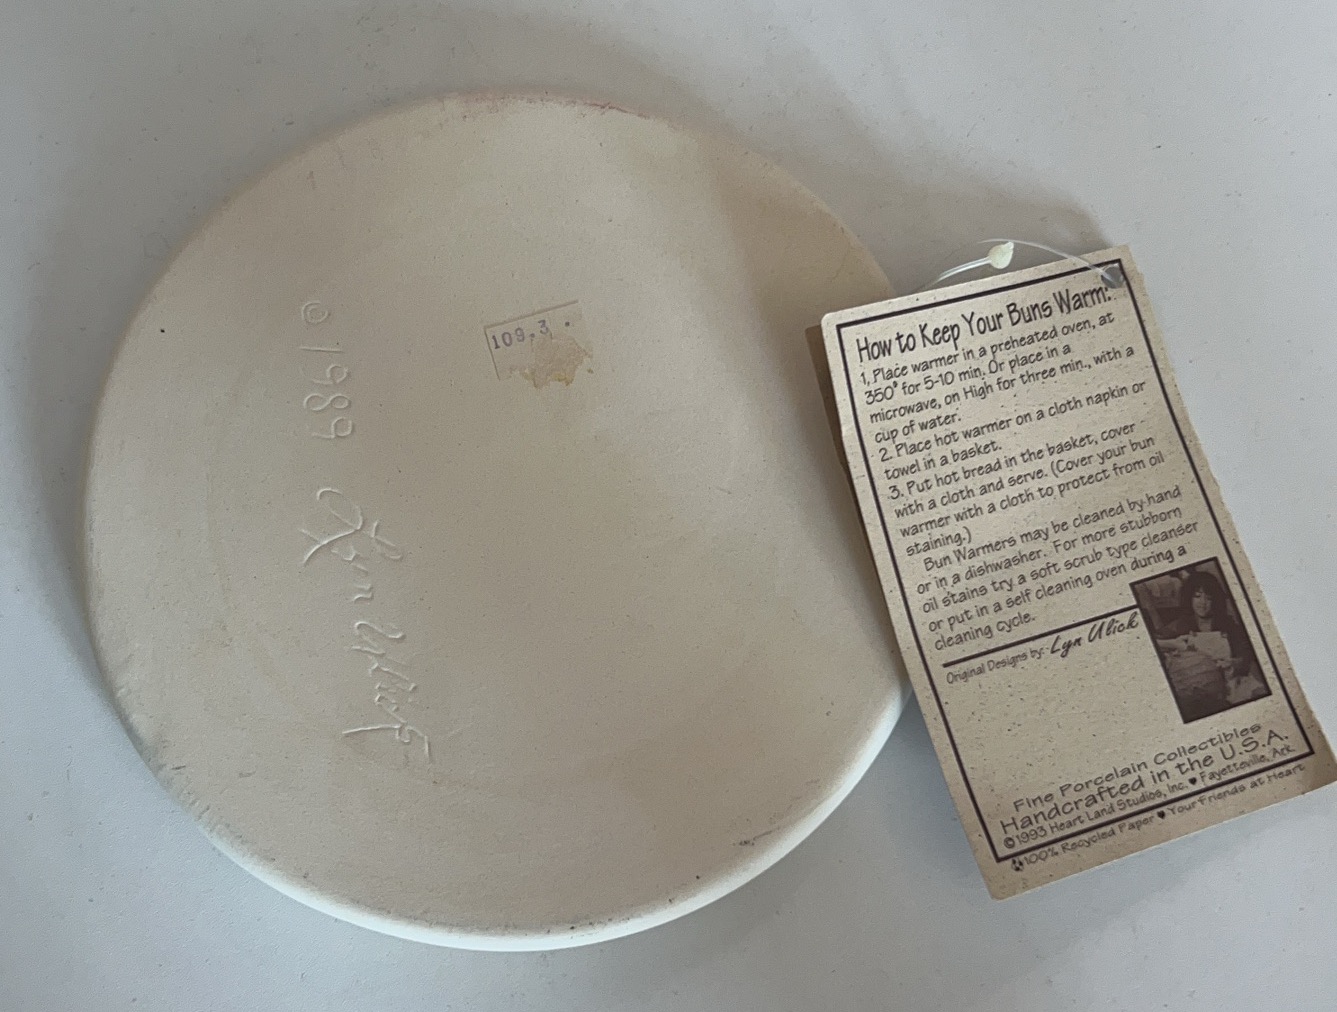 © 1989 Lyn Ulick
109.3.
How to Keep Your Buns Warm:
1, Place warmer in a preheated oven, at
350° for 5-10 min. Or place in a
microwave, on High for three min., with a
cup of water.
2. Place hot warmer on a cloth napkin or
towel in a basket.
3. Put hot bread in the basket, cover
with a cloth and serve. (Cover your bun
warmer with a cloth to protect from oil
staining.)
Bun Warmers may be cleaned by hand
or in a dishwasher. For more stubborn
oil stains try a soft scrub type cleanser
or put in a self cleaning oven during a
cleaning cycle.
Original Designs by: Lyn Ulick
Fine Porcelain Collectibles
Handcrafted in the U.S.A.
©1993 Heart Land Studios, Inc. ♥ Fayetteville, Ark.
100% Recycled Paper ♥ Your Friends at Heart